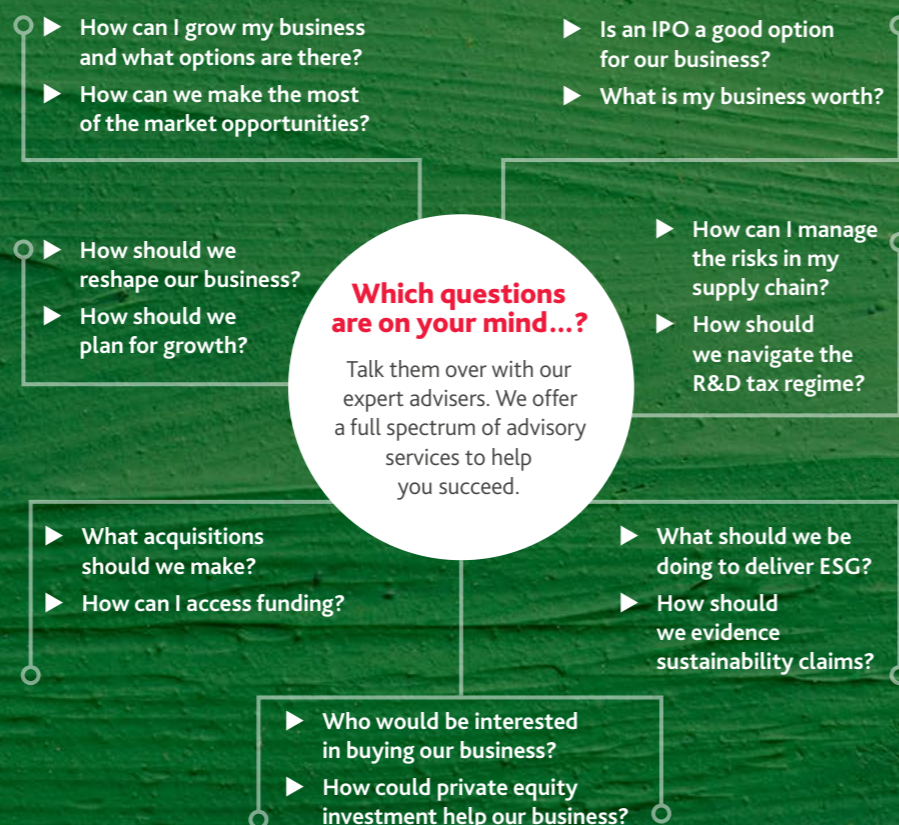 ▶ How can I grow my business
and what options are there?
▶ How can we make the most
of the market opportunities?
▶ Is an IPO a good option
for our business?
▶ What is my business worth?
▶ How should we
reshape our business?
▶ How should we
plan for growth?
Which questions
are on your mind...?
Talk them over with our
expert advisers. We offer
a full spectrum of advisory
services to help
you succeed.
▶ How can I manage
the risks in my
supply chain?
▶ How should
we navigate the
R&D tax regime?
▶ What acquisitions
should we make?
▶ How can I access funding?
▶ What should we be
doing to deliver ESG?
▶ How should
we evidence
sustainability claims?
▶ Who would be interested
in buying our business?
▶ How could private equity
investment help our business?